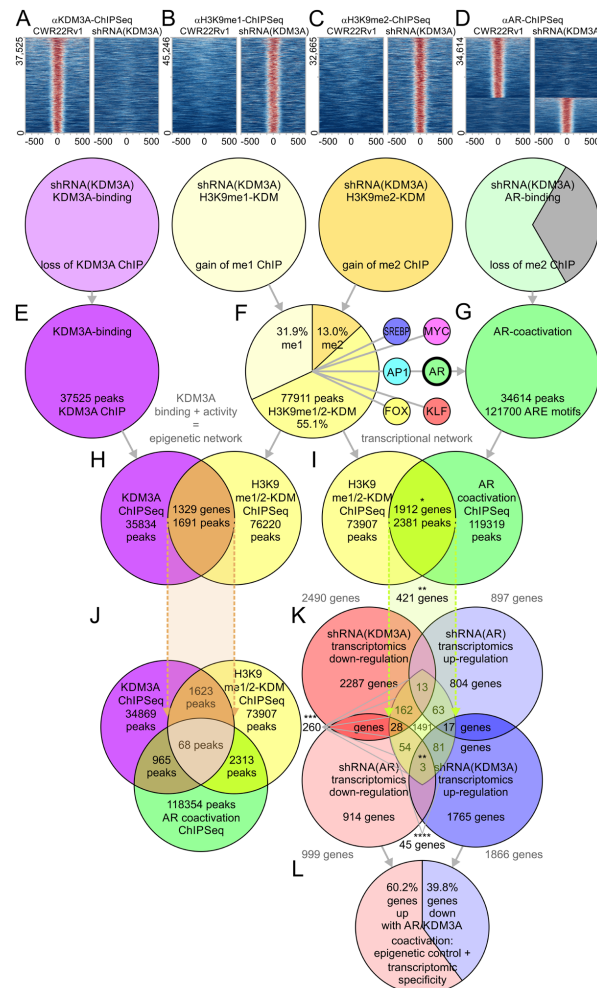 A
αKDM3A-ChIPSeq
CWR22Rv1 shRNA(KDM3A)
37,525
0
-500 0 500 -500 0 500
B
αH3K9me1-ChIPSeq
CWR22Rv1 shRNA(KDM3A)
45,246
0
-500 0 500 -500 0 500
C
αH3K9me2-ChIPSeq
CWR22Rv1 shRNA(KDM3A)
32,665
0
-500 0 500 -500 0 500
D
αAR-ChIPSeq
CWR22Rv1 shRNA(KDM3A)
34,614
0
-500 0 500 -500 0 500
shRNA(KDM3A)
KDM3A-binding
loss of KDM3A ChIP
shRNA(KDM3A)
H3K9me1-KDM
gain of me1 ChIP
shRNA(KDM3A)
H3K9me2-KDM
gain of me2 ChIP
shRNA(KDM3A)
AR-binding
loss of me2 ChIP
E
KDM3A-binding
37525 peaks
KDM3A ChIP
F
31.9%
me1
13.0%
me2
77911 peaks
H3K9me1/2-KDM
55.1%
SREBP
MYC
AP1
AR
FOX
KLF
G
AR-coactivation
34614 peaks
121700 ARE motifs
KDM3A
binding + activity
=
epigenetic network
transcriptional network
H
KDM3A
ChIPSeq
35834
peaks
1329 genes
1691 peaks
H3K9
me1/2-KDM
ChIPSeq
76220
peaks
I
H3K9
me1/2-KDM
ChIPSeq
73907
peaks
*
1912 genes
2381 peaks
AR
coactivation
ChIPSeq
119319
peaks
**
421 genes
J
KDM3A
ChIPSeq
34869
peaks
1623
peaks
H3K9
me1/2-KDM
ChIPSeq
73907
peaks
68 peaks
965
peaks
2313
peaks
118354 peaks
AR coactivation
ChIPSeq
K
2490 genes
897 genes
shRNA(KDM3A)
transcriptomics
down-regulation
2287 genes
shRNA(AR)
transcriptomics
up-regulation
804 genes
13
162
63
***
260
genes
28
1491
17
genes
54
81
genes
**
3
shRNA(AR)
transcriptomics
down-regulation
914 genes
shRNA(KDM3A)
transcriptomics
up-regulation
1765 genes
****
45 genes
999 genes
1866 genes
L
60.2%
genes
up
39.8%
genes
down
with AR/KDM3A
coactivation:
epigenetic control +
transcriptomic
specificity